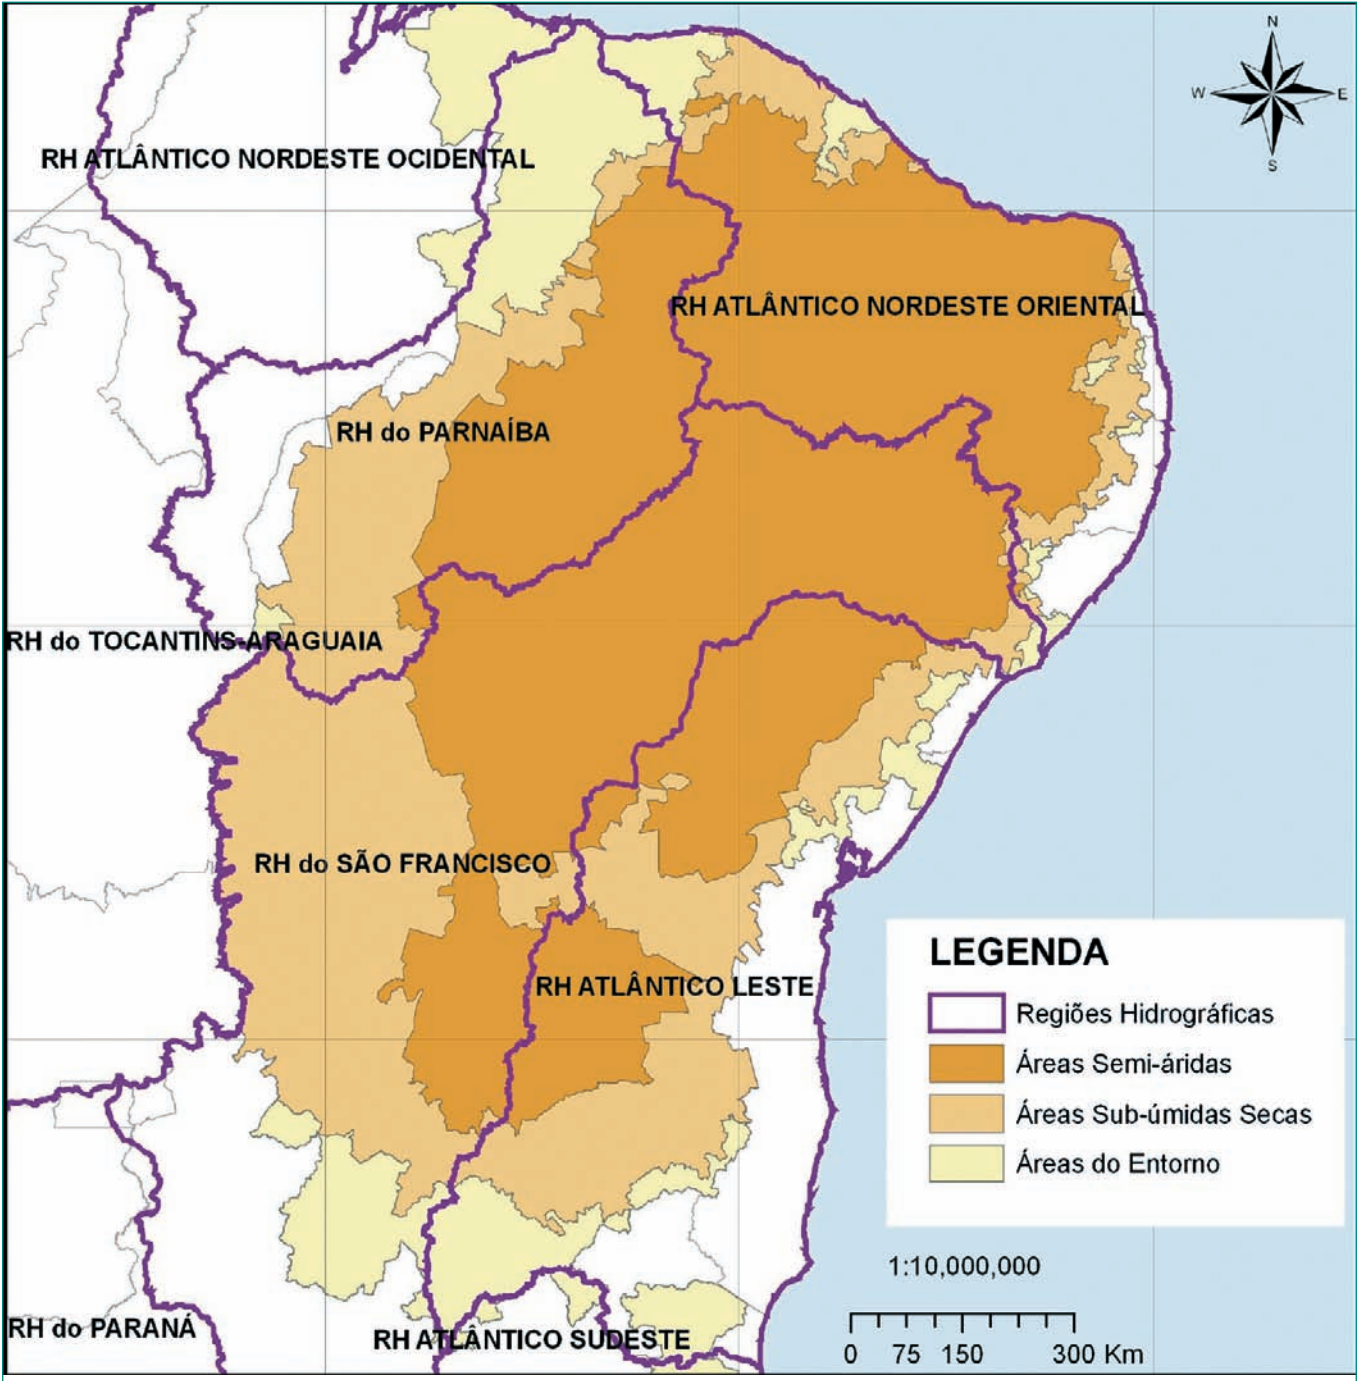 N
W
E
S
RH ATLÂNTICO NORDESTE OCIDENTAL
RH ATLÂNTICO NORDESTE ORIENTAL
RH do PARNAÍBA
RH do TOCANTINS-ARAGUAIA
RH do SÃO FRANCISCO
RH ATLÂNTICO LESTE
LEGENDA
Regiões Hidrográficas
Áreas Semi-áridas
Áreas Sub-úmidas Secas
Áreas do Entorno
1:10,000,000
0 75 150 300 Km
RH do PARANÁ
RH ATLÂNTICO SUDESTE